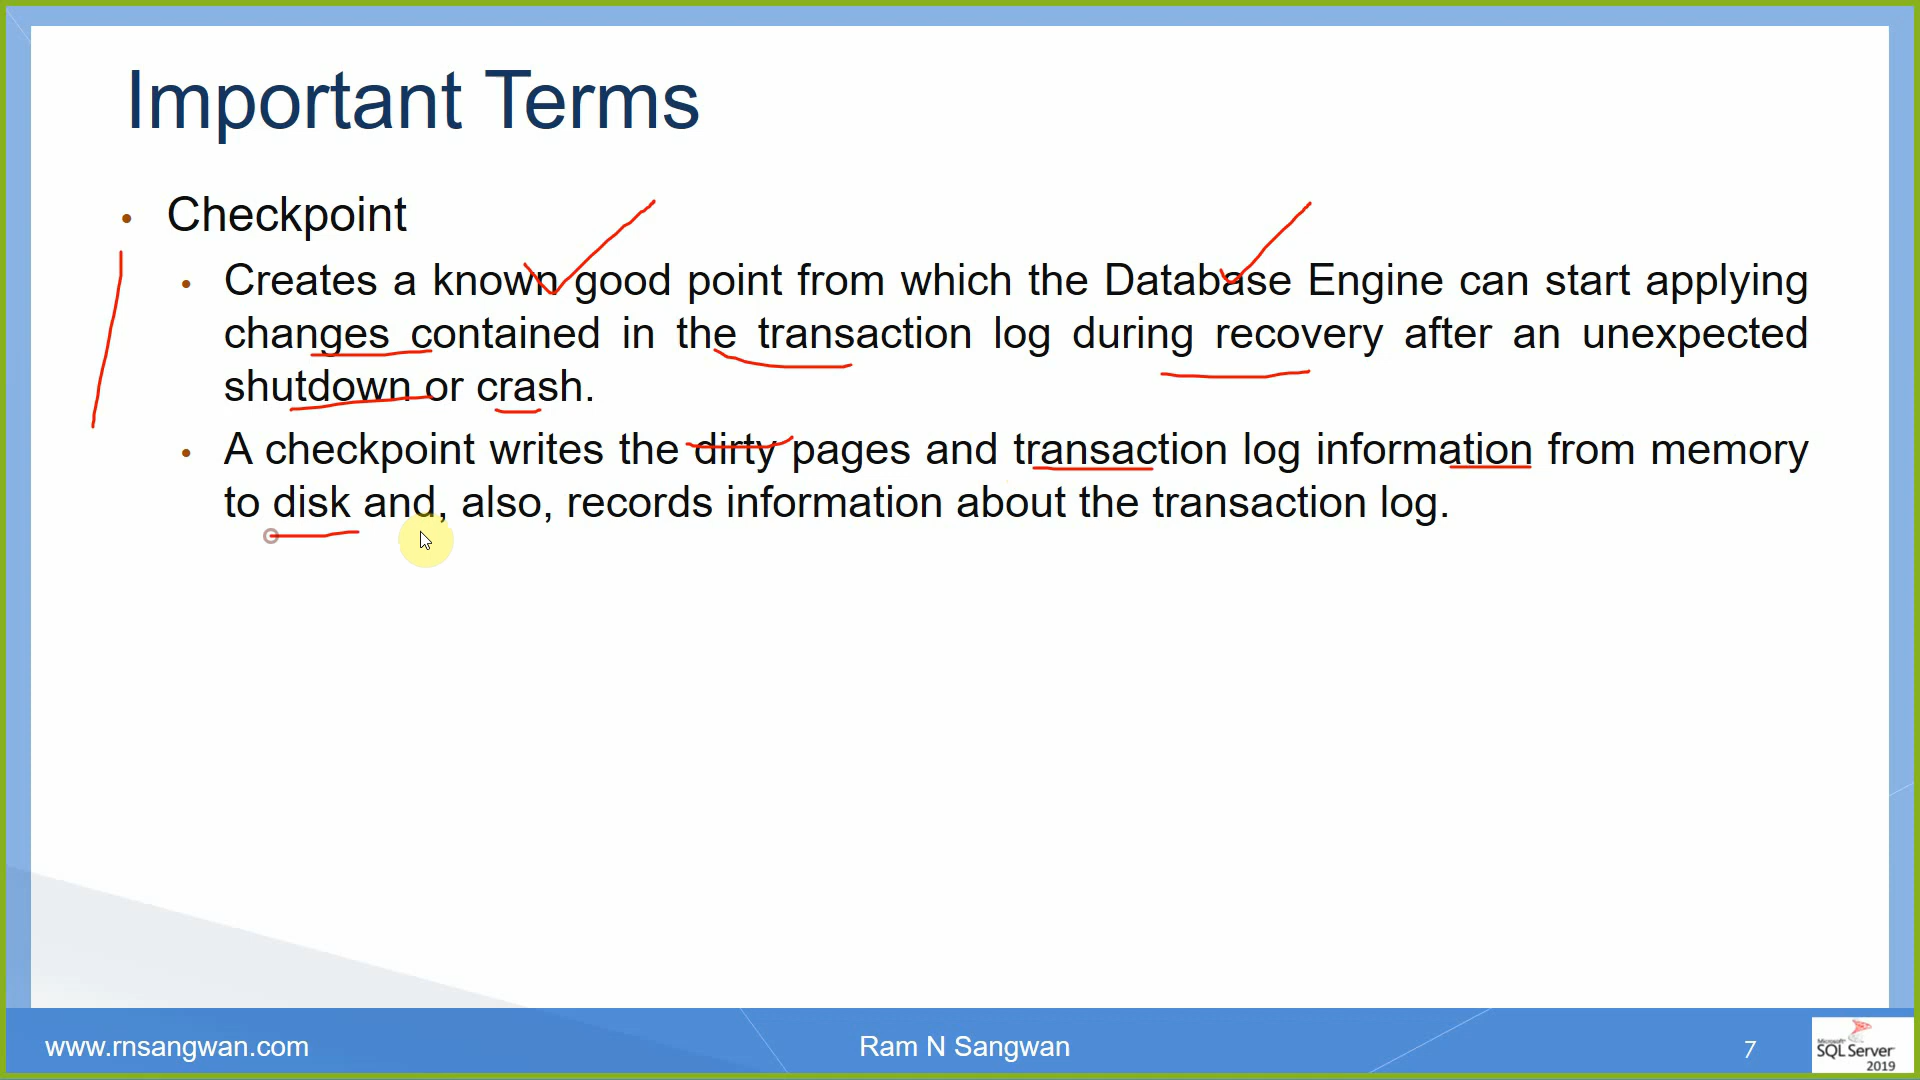 Important Terms
• Checkpoint
• Creates a known good point from which the Database Engine can start applying
changes contained in the transaction log during recovery after an unexpected
shutdown or crash.
• A checkpoint writes the dirty pages and transaction log information from memory
to disk and, also, records information about the transaction log.
www.rnsangwan.com
Ram N Sangwan
7
Microsoft
SQL Server
2019